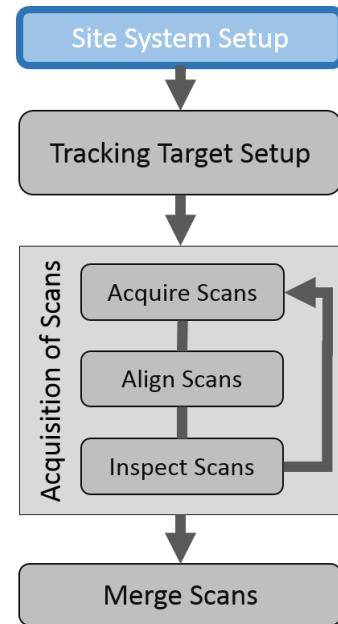 Site System Setup
Tracking Target Setup
Acquisition of Scans
Acquire Scans
Align Scans
Inspect Scans
Merge Scans